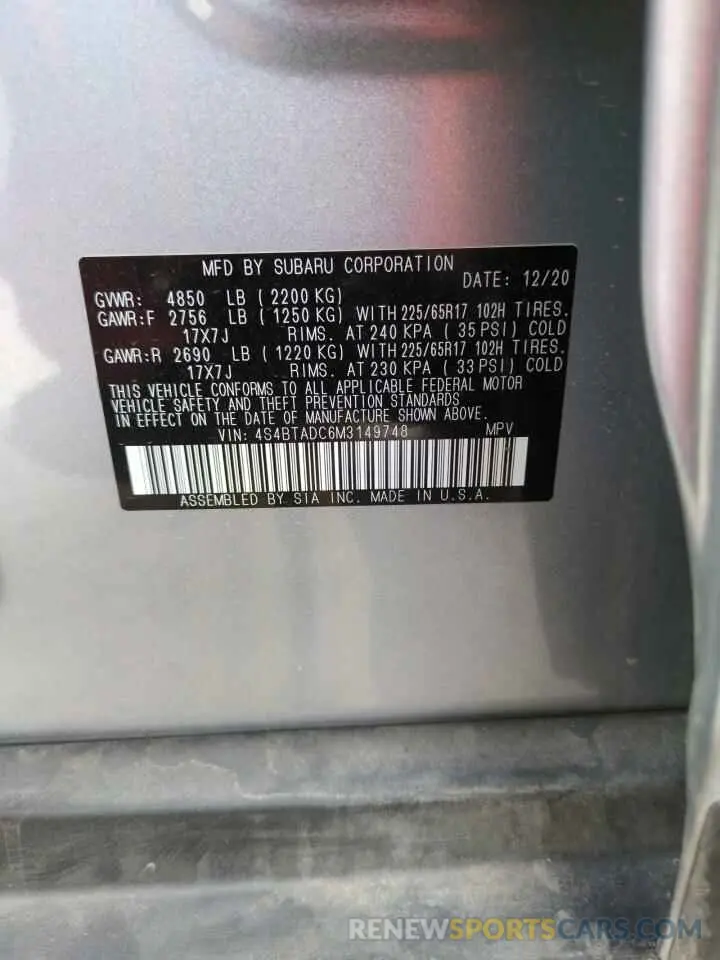 MFD BY SUBARU CORPORATION
DATE: 12/20
GVWR: 4850 LB ( 2200 KG)
GAWR:F 2756 LB ( 1250 KG) WITH 225/65R17 102H TIRES.
17X7J RIMS. AT 240 KPA ( 35 PSI) COLD
GAWR:R 2690 LB ( 1220 KG) WITH 225/65R17 102H TIRES.
17X7J RIMS. AT 230 KPA ( 33 PSI) COLD
THIS VEHICLE CONFORMS TO ALL APPLICABLE FEDERAL MOTOR
VEHICLE SAFETY AND THEFT PREVENTION STANDARDS
IN EFFECT ON THE DATE OF MANUFACTURE SHOWN ABOVE.
VIN: 4S4BTADC6M3149748 MPV
ASSEMBLED BY SIA INC. MADE IN U.S.A.
RENEWSPORTSCARS.COM